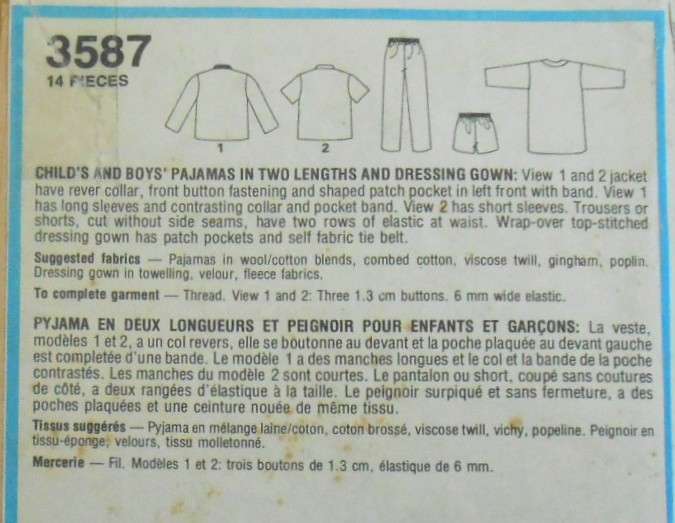 3587
14 PIECES
1 2
CHILD'S AND BOYS' PAJAMAS IN TWO LENGTHS AND DRESSING GOWN: View 1 and 2 jacket
have rever collar, front button fastening and shaped patch pocket in left front with band. View 1
has long sleeves and contrasting collar and pocket band. View 2 has short sleeves. Trousers or
shorts, cut without side seams, have two rows of elastic at waist. Wrap-over top-stitched
dressing gown has patch pockets and self fabric tie belt.
Suggested fabrics — Pajamas in wool/cotton blends, combed cotton, viscose twill, gingham, poplin.
Dressing gown in towelling, velour, fleece fabrics.
To complete garment — Thread. View 1 and 2: Three 1.3 cm buttons. 6 mm wide elastic.
PYJAMA EN DEUX LONGUEURS ET PEIGNOIR POUR ENFANTS ET GARÇONS: La veste,
modèles 1 et 2, a un col revers, elle se boutonne au devant et la poche plaquée au devant gauche
est completée d'une bande. Le modèle 1 a des manches longues et le col et la bande de la poche
contrastés. Les manches du modèle 2 sont courtes. Le pantalon ou short, coupé sans coutures
de côté, a deux rangées d'élastique à la taille. Le peignoir surpiqué et sans fermeture, a des
poches plaquées et une ceinture nouée de même tissu.
Tissus suggérés — Pyjama en mélange laine/coton, coton brossé, viscose twill, vichy, popeline. Peignoir en
tissu-éponge, velours, tissu molletonné.
Mercerie — Fil. Modèles 1 et 2: trois boutons de 1.3 cm, élastique de 6 mm.